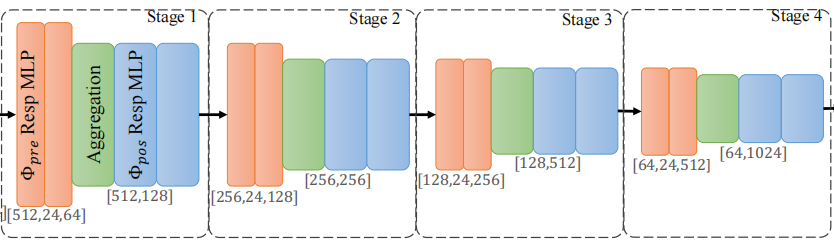 Stage 1
Stage 2
Stage 3
Stage 4
Φpre Resp MLP
Aggregation
Φpos Resp MLP
][512,24,64]
[512,128]
[256,24,128]
[256,256]
[128,24,256]
[128,512]
[64,24,512]
[64,1024]